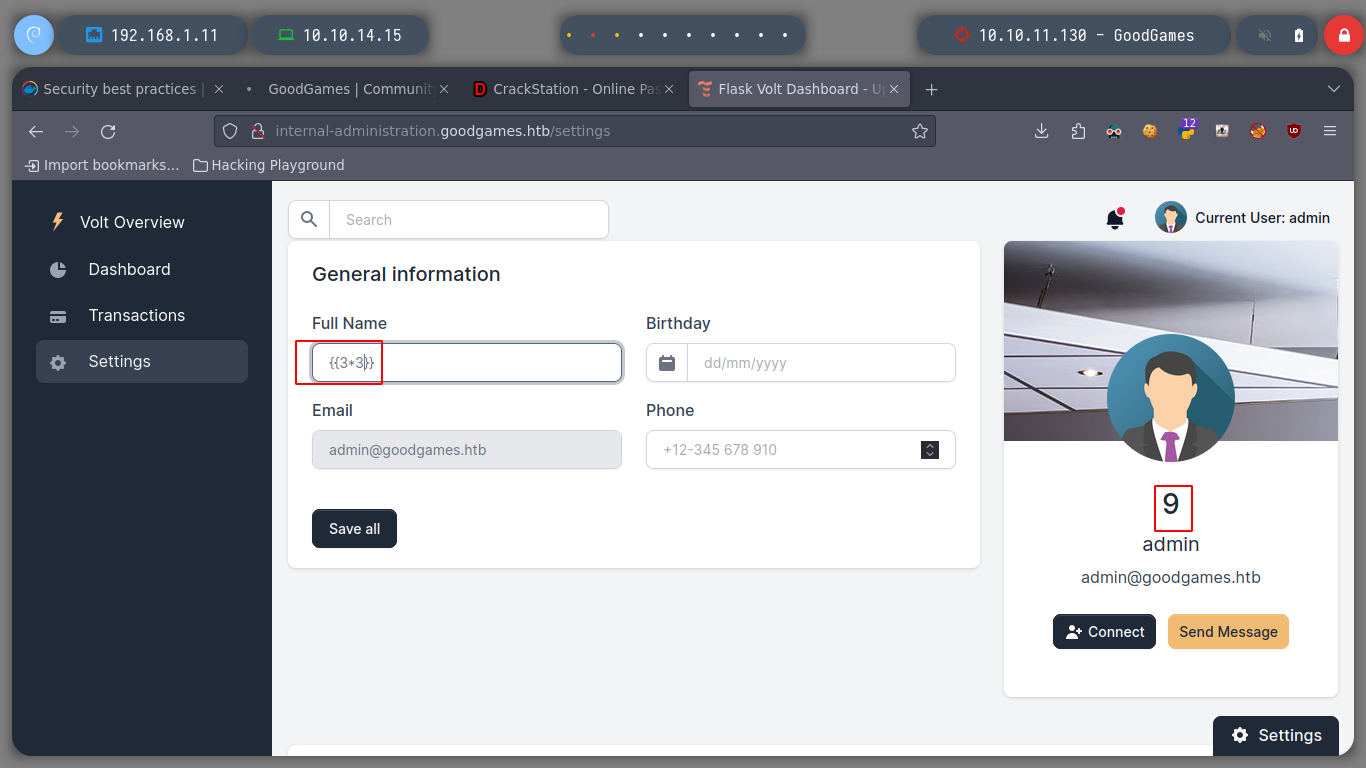 192.168.1.11
10.10.14.15
10.10.11.130 - GoodGames
Security best practices |
GoodGames | Communit
CrackStation - Online Pas
Flask Volt Dashboard - Up
internal-administration.goodgames.htb/settings
12
Import bookmarks...
Hacking Playground
Volt Overview
Dashboard
Transactions
Settings
Search
Current User: admin
General information
Full Name
Birthday
{{3*3}}
dd/mm/yyyy
Email
Phone
admin@goodgames.htb
+12-345 678 910
Save all
9
admin
admin@goodgames.htb
Connect
Send Message
Settings